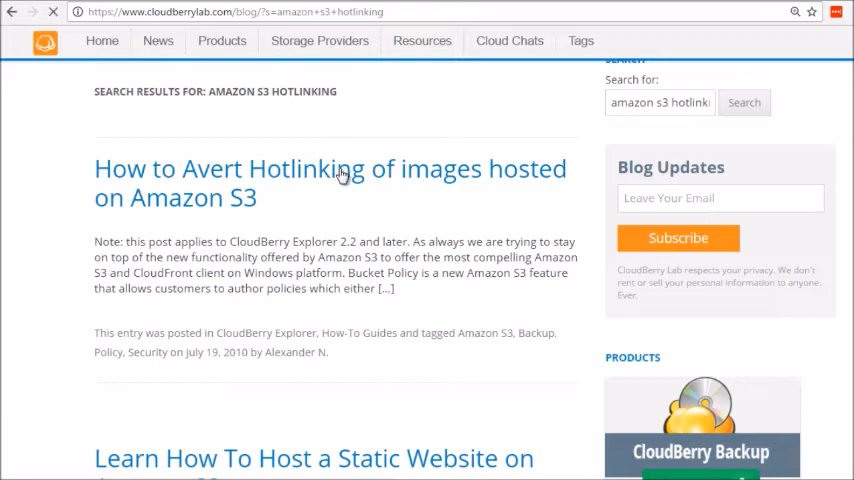 https://www.cloudberrylab.com/blog/?s=amazon+s3+hotlinking
Home News Products Storage Providers Resources Cloud Chats Tags
SEARCH RESULTS FOR: AMAZON S3 HOTLINKING
How to Avert Hotlinking of images hosted
on Amazon S3
Note: this post applies to CloudBerry Explorer 2.2 and later. As always we are trying to stay
on top of the new functionality offered by Amazon S3 to offer the most compelling Amazon
S3 and CloudFront client on Windows platform. Bucket Policy is a new Amazon S3 feature
that allows customers to author policies which either […]
This entry was posted in CloudBerry Explorer, How-To Guides and tagged Amazon S3, Backup,
Policy, Security on July 19, 2010 by Alexander N.
Learn How To Host a Static Website on
SEARCH
Search for:
amazon s3 hotlinki
Search
Blog Updates
Leave Your Email
Subscribe
CloudBerry Lab respects your privacy. We don't
rent or sell your personal information to anyone.
Ever.
PRODUCTS
CloudBerry Backup